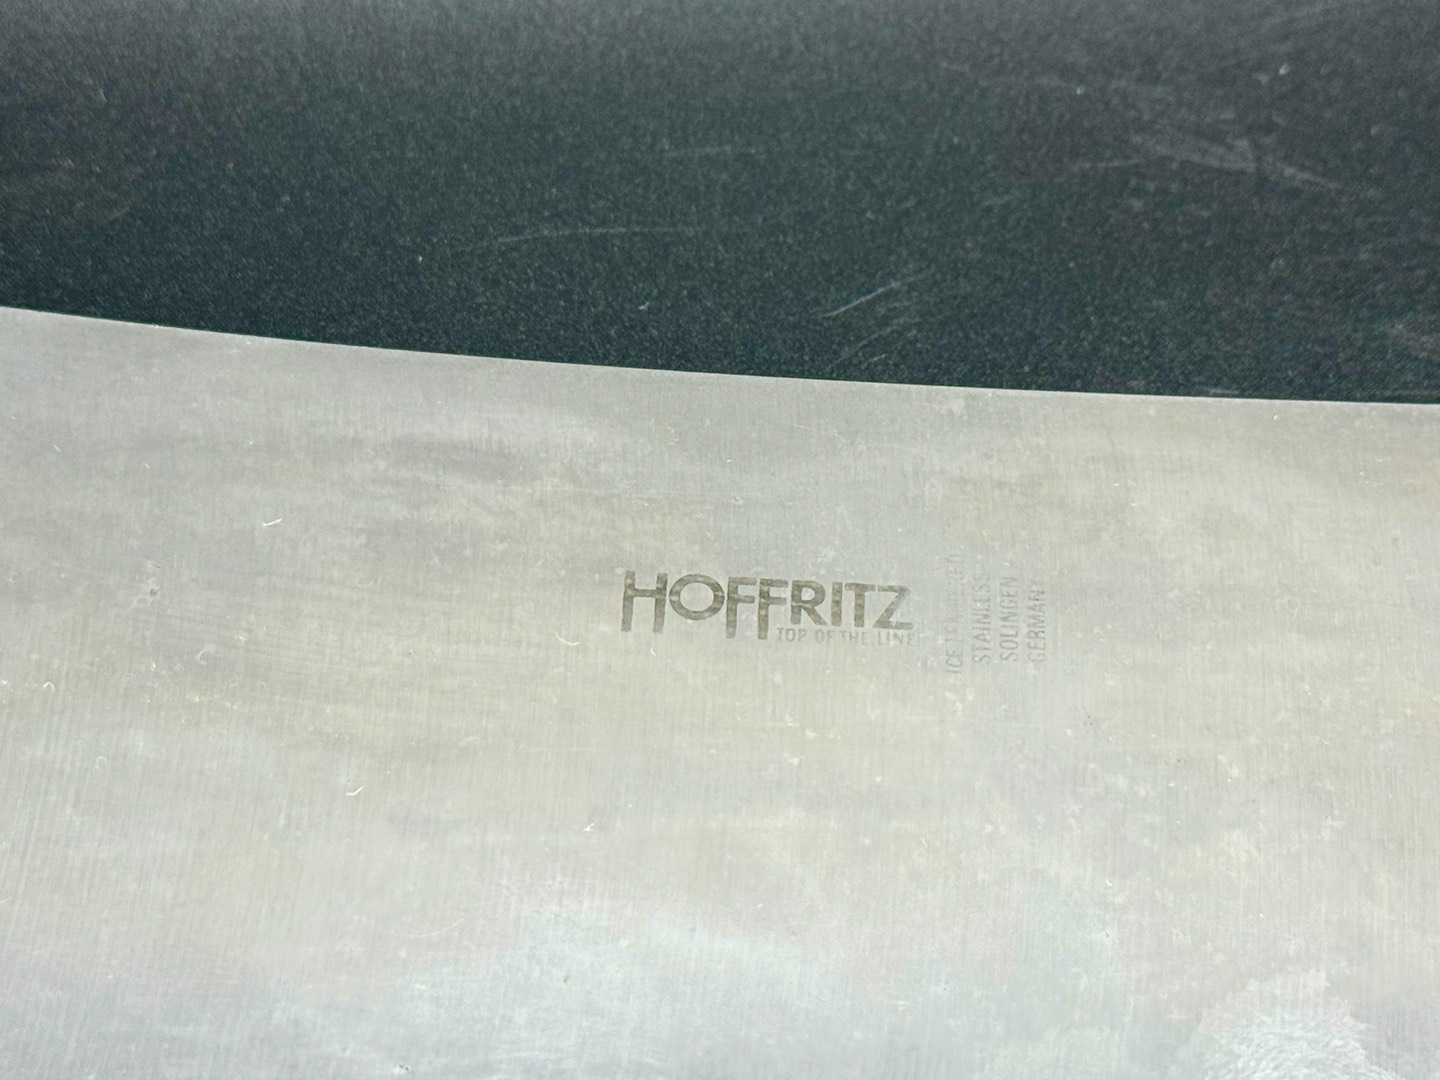 HOFFRITZ
TOP OF THE LINE
ICE TEMPERED
STAINLESS
SOLINGEN
GERMANY